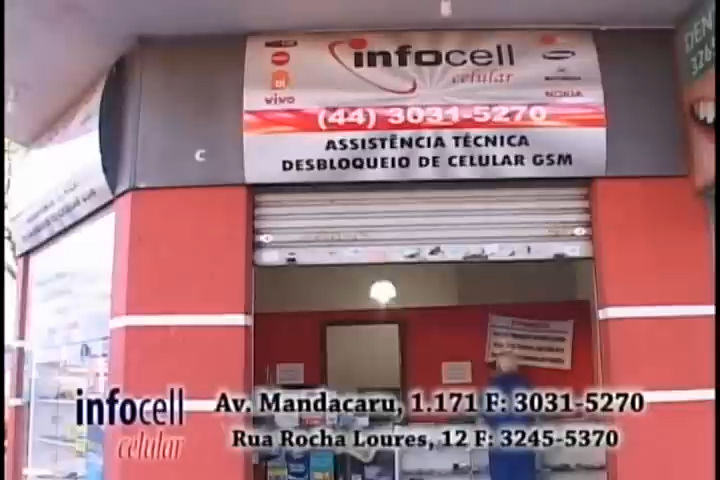 infocell
celular
vivo
NOKIA
(44) 3031-5270
ASSISTÊNCIA TÉCNICA
DESBLOQUEIO DE CELULAR GSM
C
infocell
celular
Av. Mandacaru, 1.171 F: 3031-5270
Rua Rocha Loures, 12 F: 3245-5370